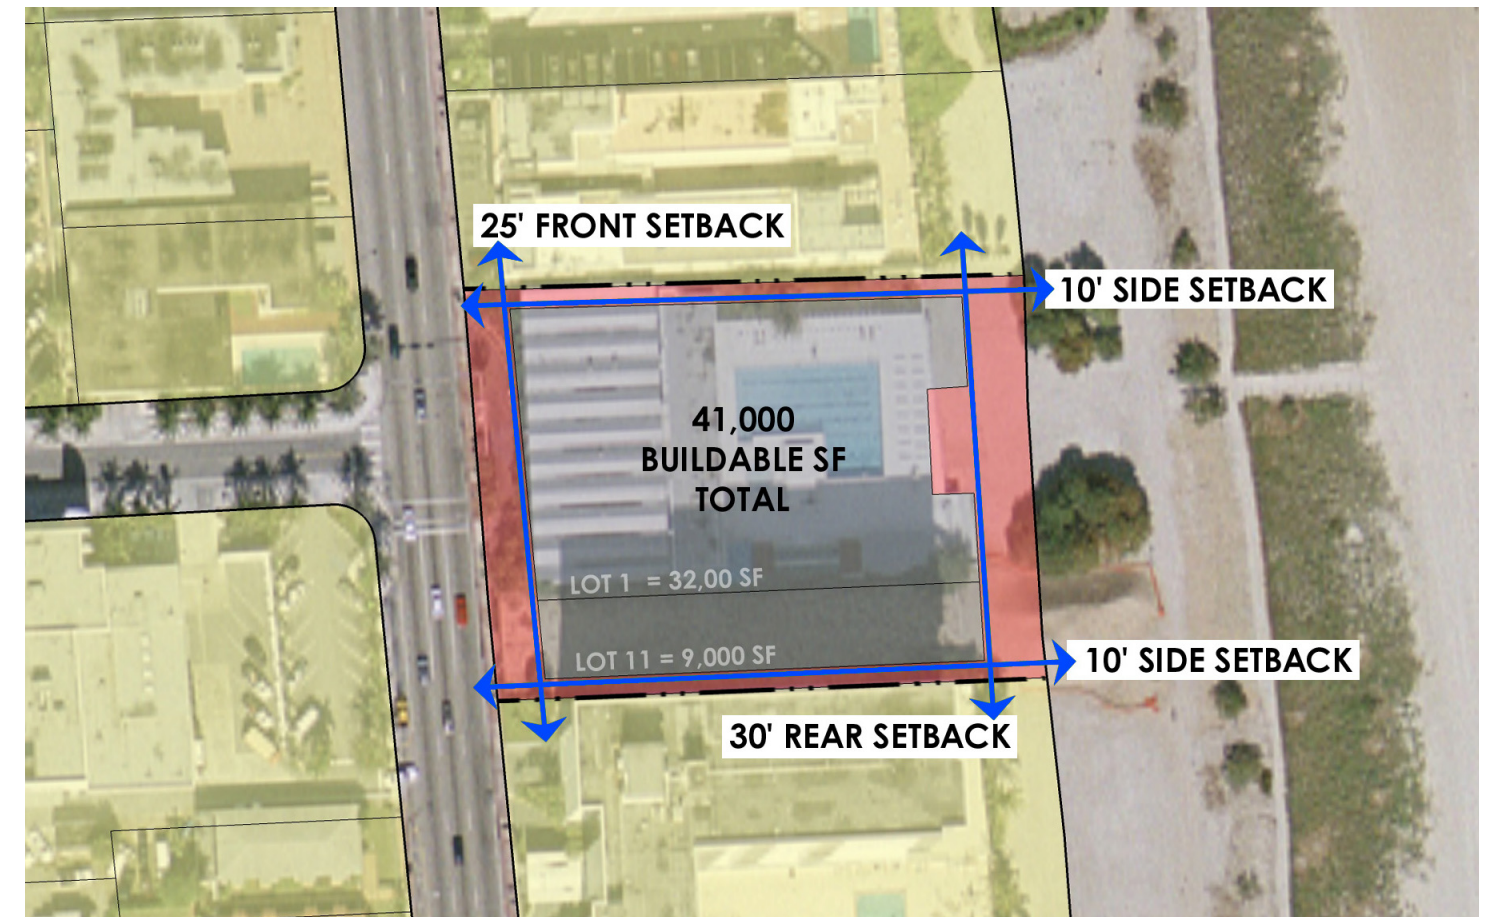 25' FRONT SETBACK
10' SIDE SETBACK
41,000
BUILDABLE SF
TOTAL
LOT 1 = 32,00 SF
LOT 11 = 9,000 SF
10' SIDE SETBACK
30' REAR SETBACK